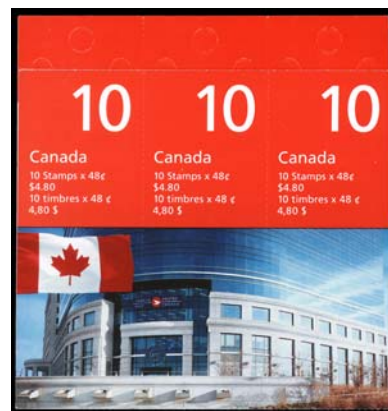 10 10 10
Canada Canada Canada
10 Stamps x 48¢ 10 Stamps x 48¢ 10 Stamps x 48¢
$4.80 $4.80 $4.80
10 timbres x 48 ¢ 10 timbres x 48 ¢ 10 timbres x 48 ¢
4,80 $ 4,80 $ 4,80 $